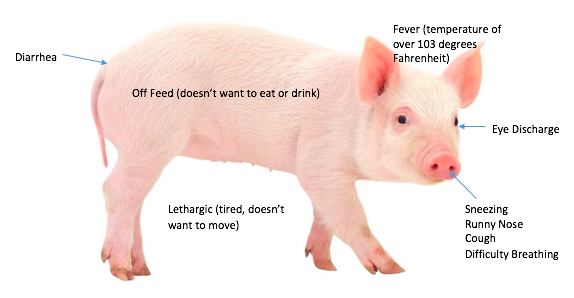 Fever (temperature of
over 103 degrees
Fahrenheit)
Diarrhea
Off Feed (doesn’t want to eat or drink)
Eye Discharge
Lethargic (tired, doesn’t
want to move)
Sneezing
Runny Nose
Cough
Difficulty Breathing